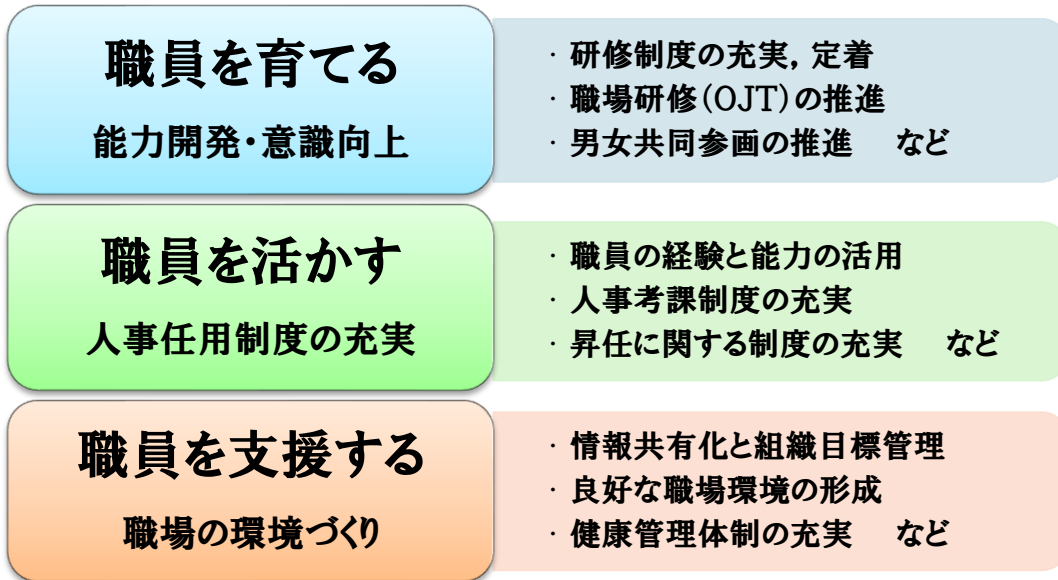 職員を育てる
能力開発・意識向上
・研修制度の充実，定着
・職場研修(OJT)の推進
・男女共同参画の推進　など
職員を活かす
人事任用制度の充実
・職員の経験と能力の活用
・人事考課制度の充実
・昇任に関する制度の充実　など
職員を支援する
職場の環境づくり
・情報共有化と組織目標管理
・良好な職場環境の形成
・健康管理体制の充実　など